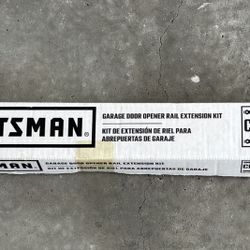 TSMAN®
GARAGE DOOR OPENER RAIL EXTENSION KIT
KIT DE EXTENSIÓN DE RIEL PARA
ABREPUERTAS DE GARAJE
C
MAN
GARAGE DOOR OPENER RAIL EXTENSION KIT
KIT DE EXTENSIÓN DE RIEL PARA ABREPUERTAS DE GARAJE